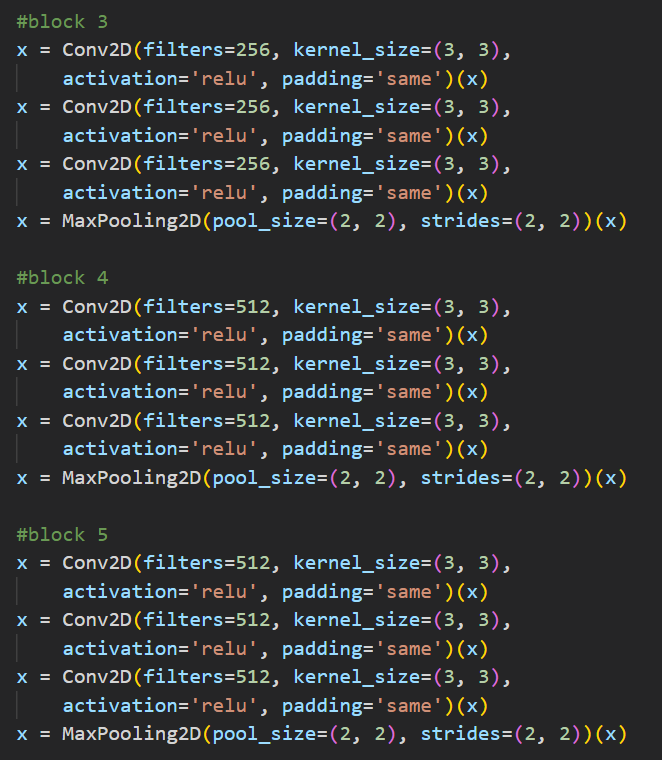 #block 3
x = Conv2D(filters=256, kernel_size=(3, 3),
    activation='relu', padding='same')(x)
x = Conv2D(filters=256, kernel_size=(3, 3),
    activation='relu', padding='same')(x)
x = Conv2D(filters=256, kernel_size=(3, 3),
    activation='relu', padding='same')(x)
x = MaxPooling2D(pool_size=(2, 2), strides=(2, 2))(x)

#block 4
x = Conv2D(filters=512, kernel_size=(3, 3),
    activation='relu', padding='same')(x)
x = Conv2D(filters=512, kernel_size=(3, 3),
    activation='relu', padding='same')(x)
x = Conv2D(filters=512, kernel_size=(3, 3),
    activation='relu', padding='same')(x)
x = MaxPooling2D(pool_size=(2, 2), strides=(2, 2))(x)

#block 5
x = Conv2D(filters=512, kernel_size=(3, 3),
    activation='relu', padding='same')(x)
x = Conv2D(filters=512, kernel_size=(3, 3),
    activation='relu', padding='same')(x)
x = Conv2D(filters=512, kernel_size=(3, 3),
    activation='relu', padding='same')(x)
x = MaxPooling2D(pool_size=(2, 2), strides=(2, 2))(x)